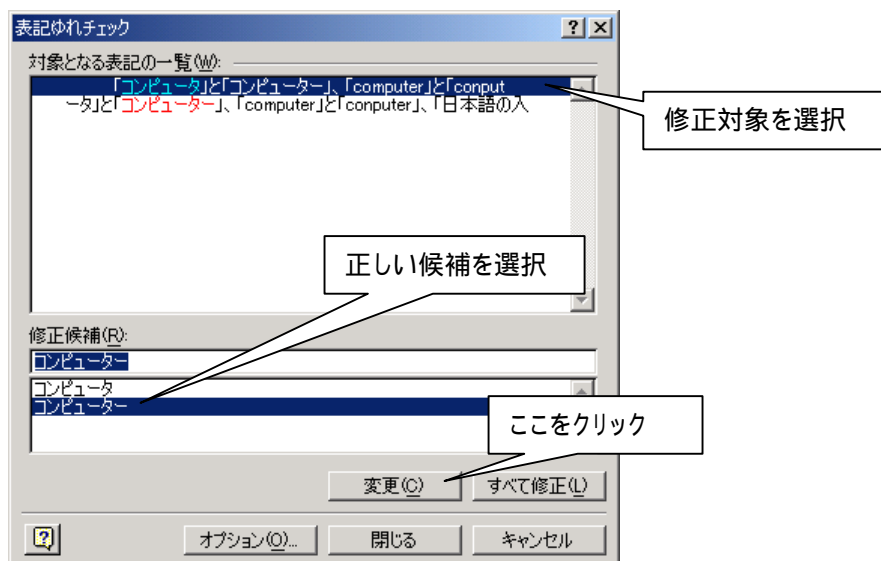 表記ゆれチェック
対象となる表記の一覧(W):
「コンピュータ」と「コンピューター」、「computer」と「conput
ータ」と「コンピューター」、「computer」と「conputer」、「日本語の入
修正対象を選択
正しい候補を選択
修正候補(R):
コンピューター
コンピュータ
コンピューター
ここをクリック
変更(C)
すべて修正(L)
オプション(O)...
閉じる
キャンセル